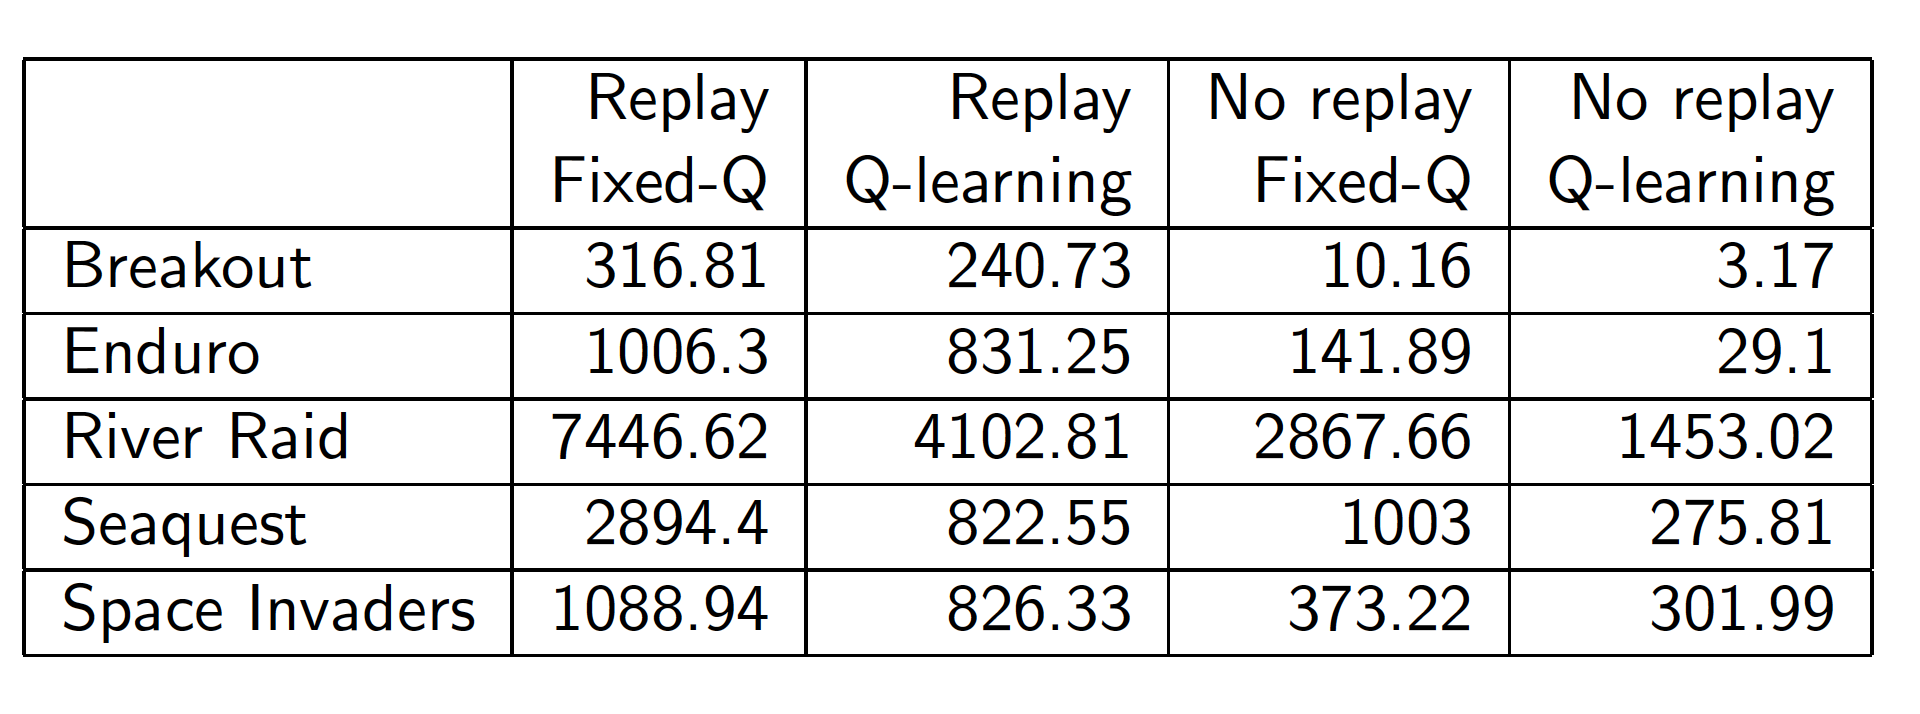 Replay Replay No replay No replay
Fixed-Q Q-learning Fixed-Q Q-learning
Breakout 316.81 240.73 10.16 3.17
Enduro 1006.3 831.25 141.89 29.1
River Raid 7446.62 4102.81 2867.66 1453.02
Seaquest 2894.4 822.55 1003 275.81
Space Invaders 1088.94 826.33 373.22 301.99